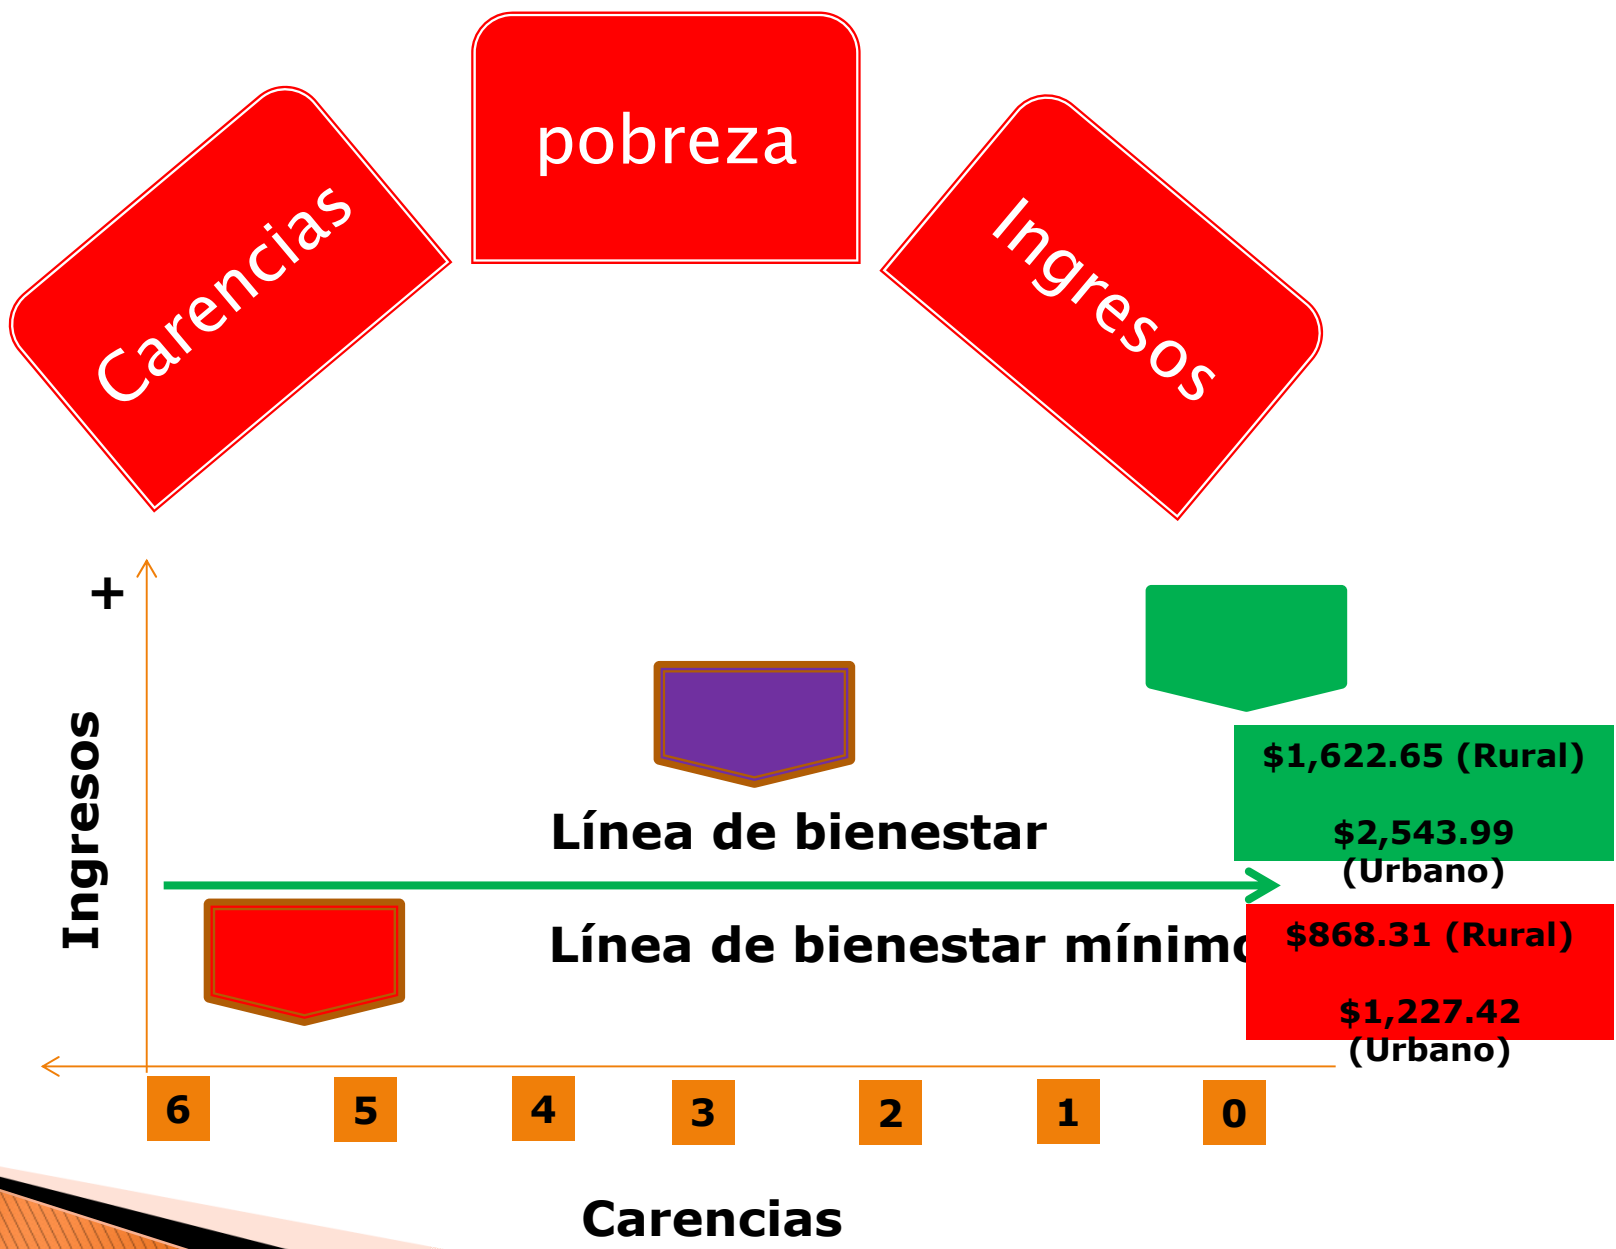 pobreza
Carencias
Ingresos
+
Ingresos
$1,622.65 (Rural)
$2,543.99
(Urbano)
Línea de bienestar
Línea de bienestar mínimo
$868.31 (Rural)
$1,227.42
(Urbano)
6 5 4 3 2 1 0
Carencias